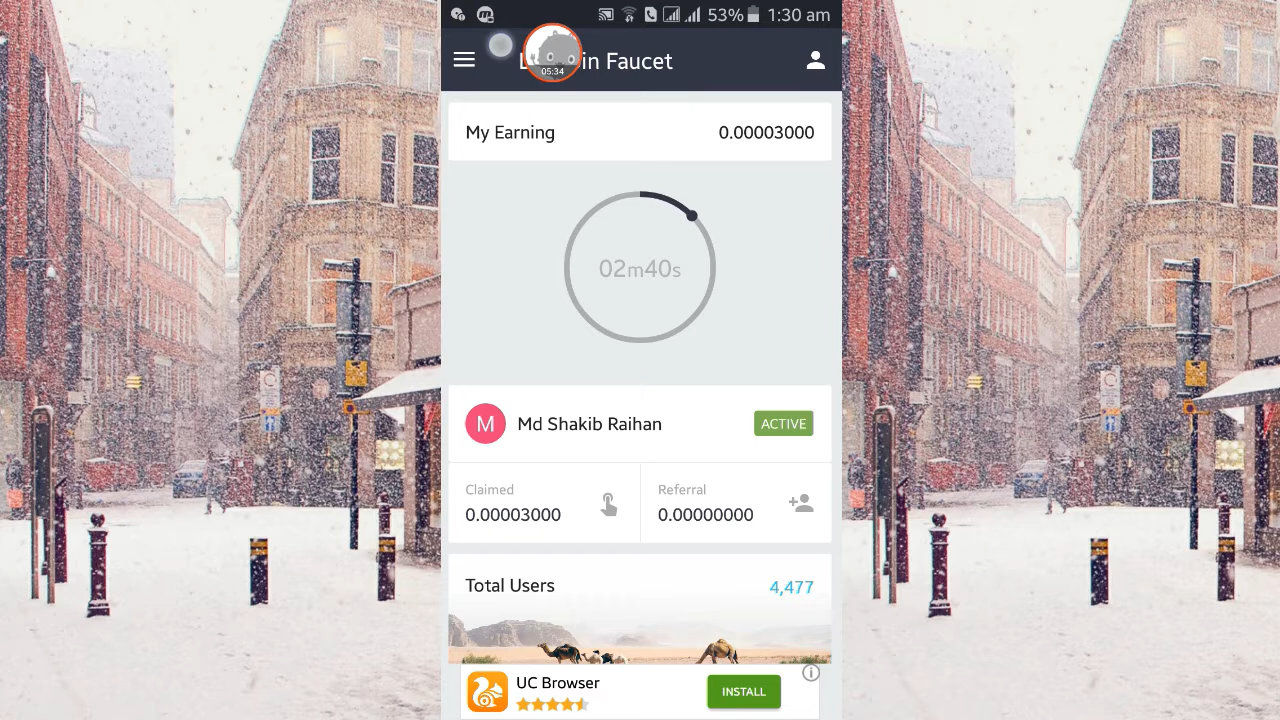 53% 1:30 am
05:34
in Faucet
My Earning 0.00003000
02m40s
M Md Shakib Raihan ACTIVE
Claimed Referral
0.00003000 0.00000000
Total Users 4,477
UC Browser
INSTALL